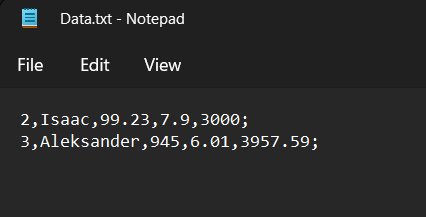 Data.txt - Notepad
File Edit View
2,Isaac,99.23,7.9,3000;
3,Aleksander,945,6.01,3957.59;